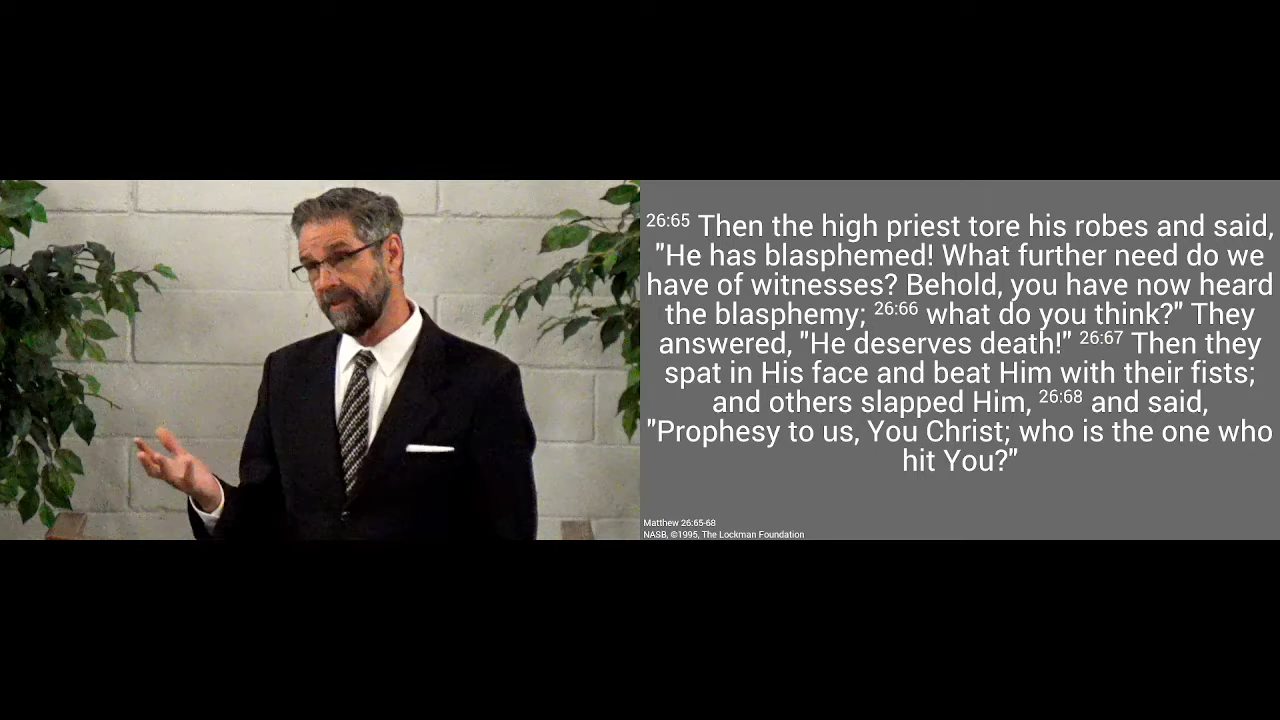 26:65 Then the high priest tore his robes and said,
"He has blasphemed! What further need do we
have of witnesses? Behold, you have now heard
the blasphemy; 26:66 what do you think?" They
answered, "He deserves death!" 26:67 Then they
spat in His face and beat Him with their fists;
and others slapped Him, 26:68 and said,
"Prophesy to us, You Christ; who is the one who
hit You?"
Matthew 26:65-68
NASB, ©1995, The Lockman Foundation